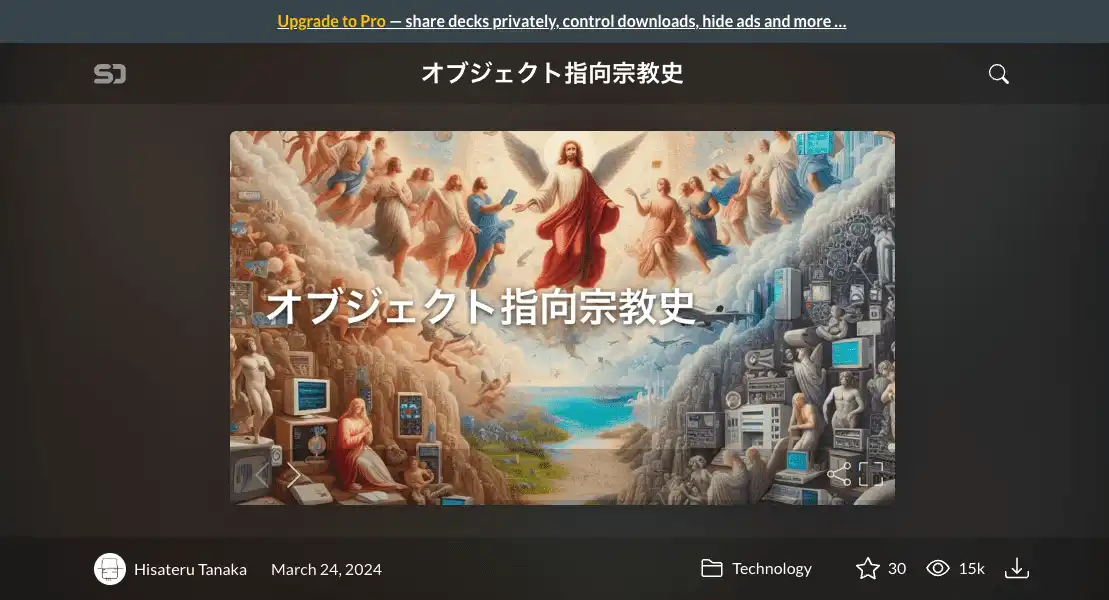 Upgrade to Pro — share decks privately, control downloads, hide ads and more …
SD
オブジェクト指向宗教史
オブジェクト指向宗教史
Hisateru Tanaka
March 24, 2024
Technology
30
15k